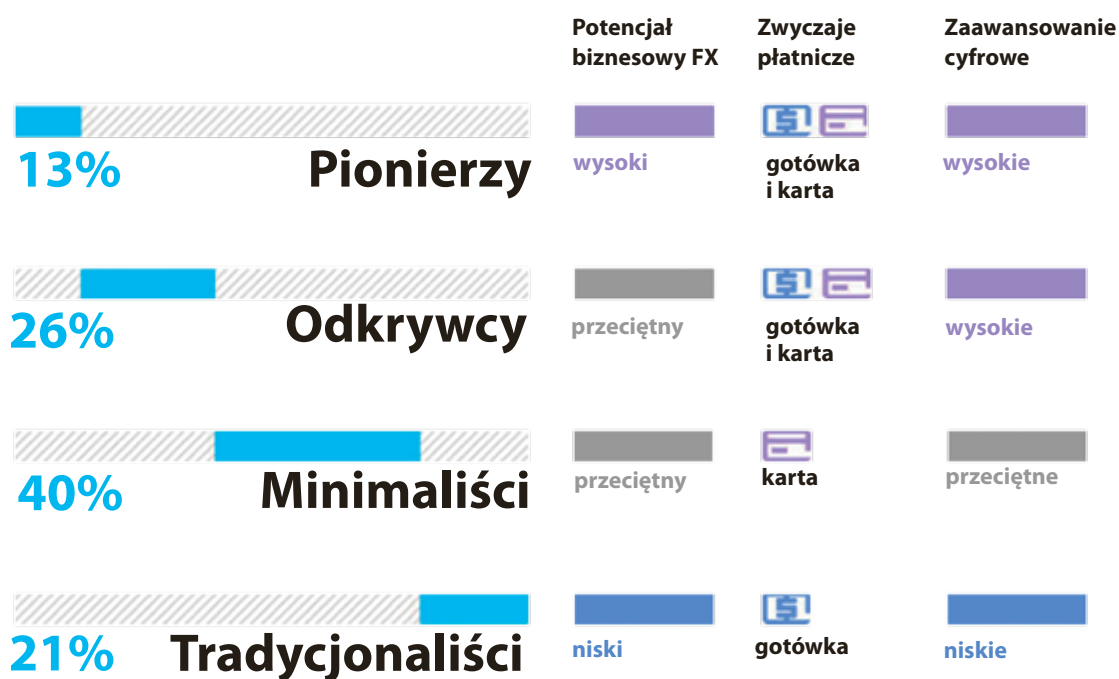 Potencjał
biznesowy FX
Zwyczaje
płatnicze
Zaawansowanie
cyfrowe
13%
Pionierzy
wysoki
gotówka
i karta
wysokie
26%
Odkrywcy
przeciętny
gotówka
i karta
wysokie
40%
Minimaliści
przeciętny
karta
przeciętne
21%
Tradycjonaliści
niski
gotówka
niskie